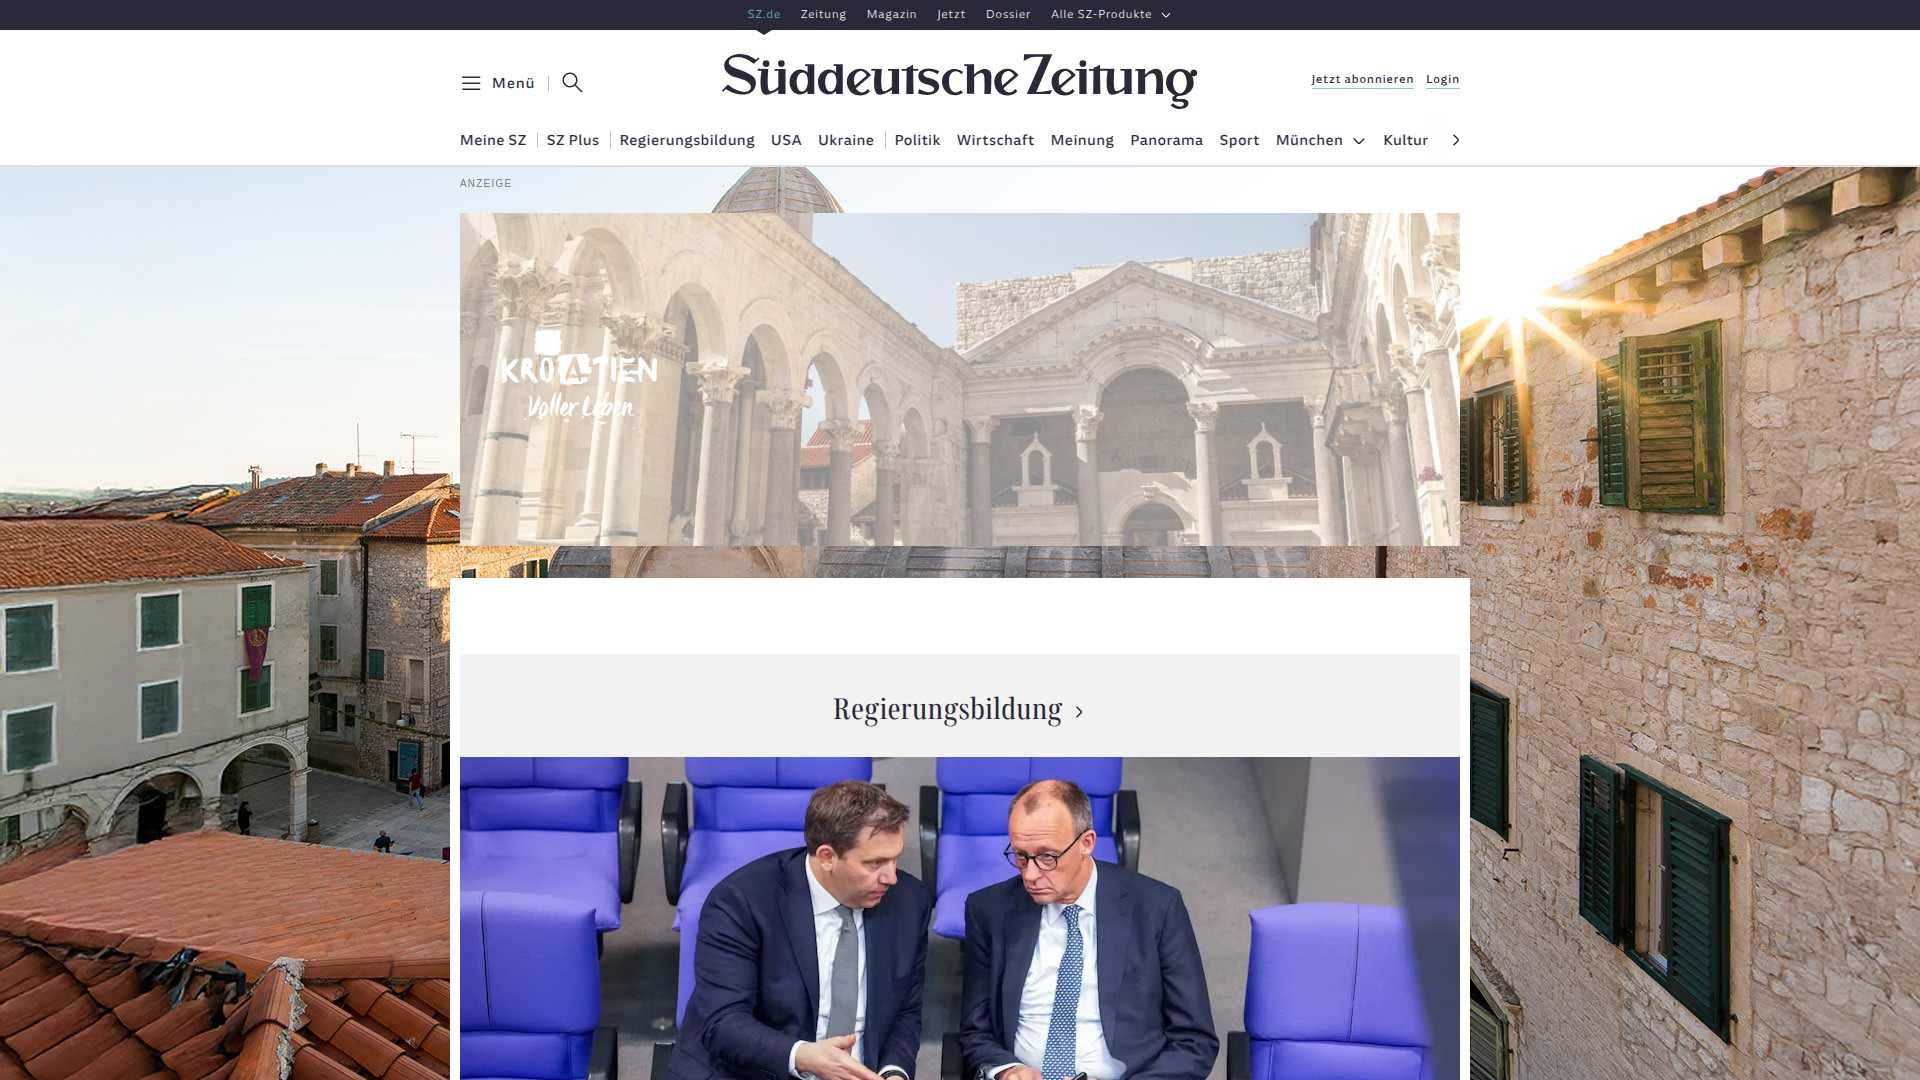 SZ.de Zeitung Magazin Jetzt Dossier Alle SZ-Produkte
Menü
Süddeutsche Zeitung
Jetzt abonnieren Login
Meine SZ SZ Plus Regierungsbildung USA Ukraine Politik Wirtschaft Meinung Panorama Sport München Kultur
ANZEIGE
KROATIEN
Voller Leben
Regierungsbildung